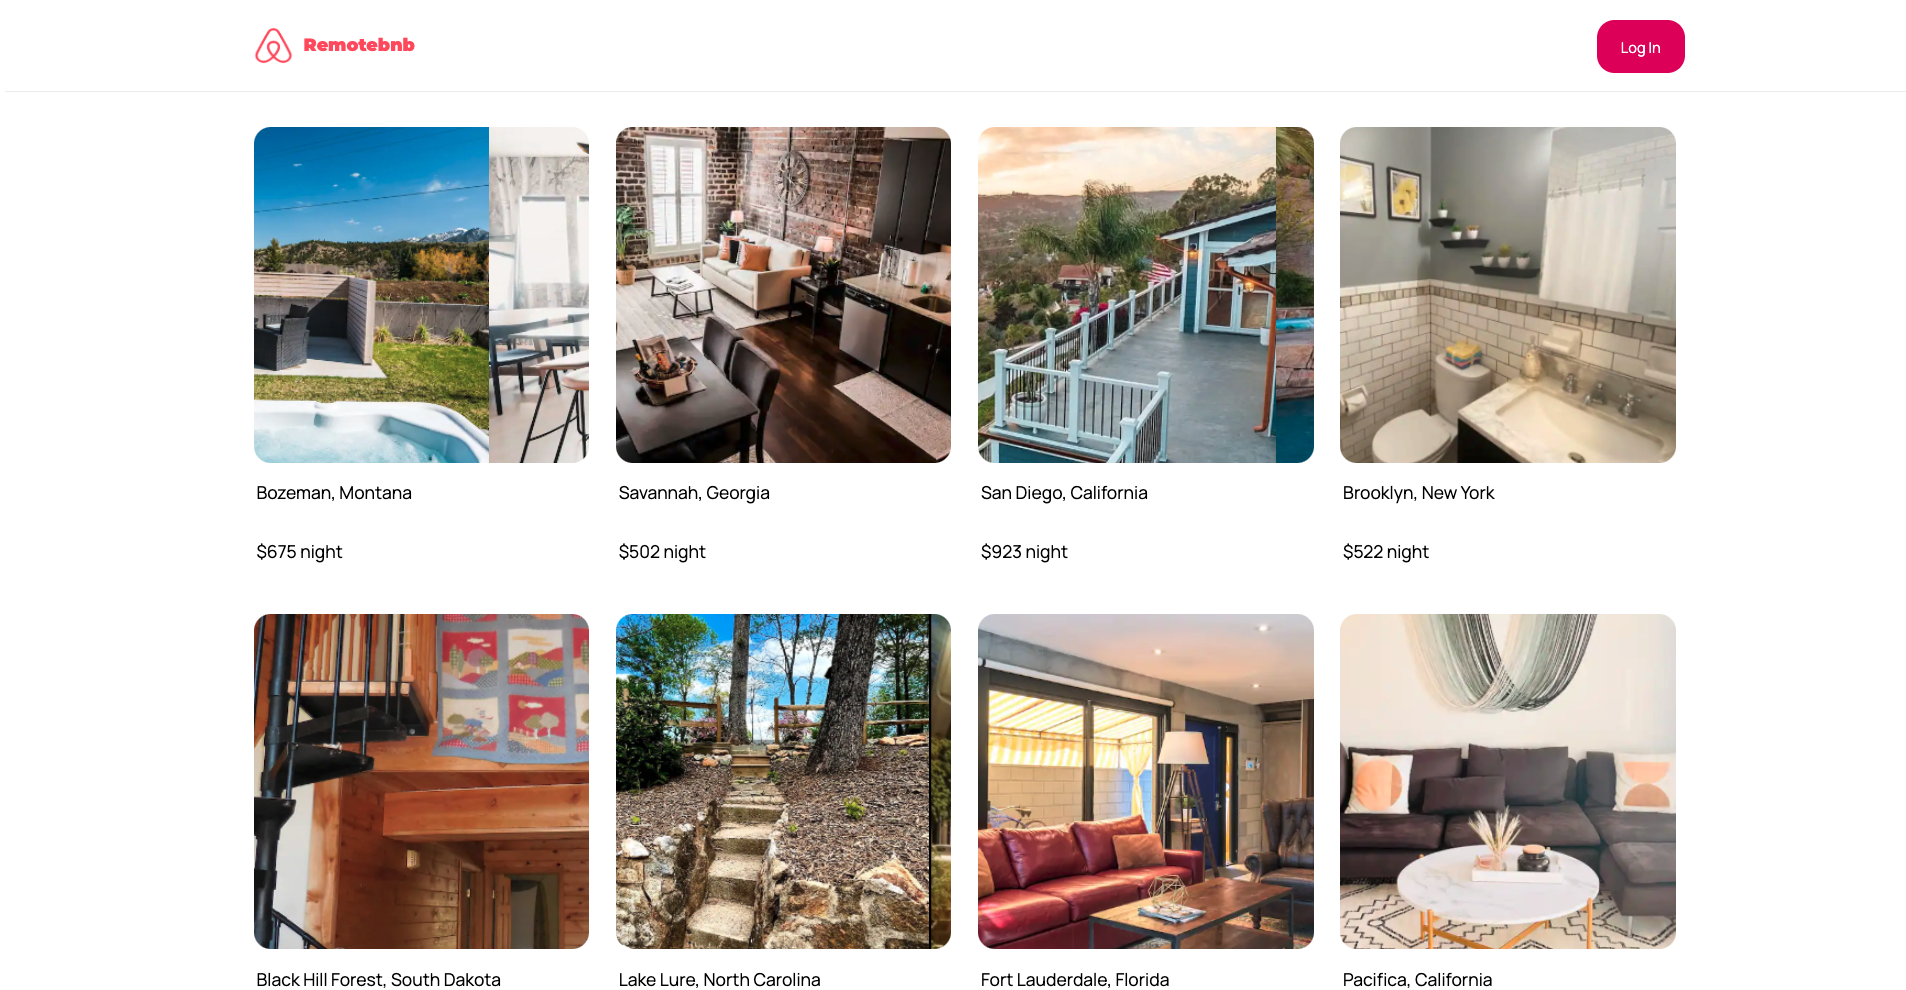 Remotebnb
Log In
Bozeman, Montana
Savannah, Georgia
San Diego, California
Brooklyn, New York
$675 night
$502 night
$923 night
$522 night
Black Hill Forest, South Dakota
Lake Lure, North Carolina
Fort Lauderdale, Florida
Pacifica, California